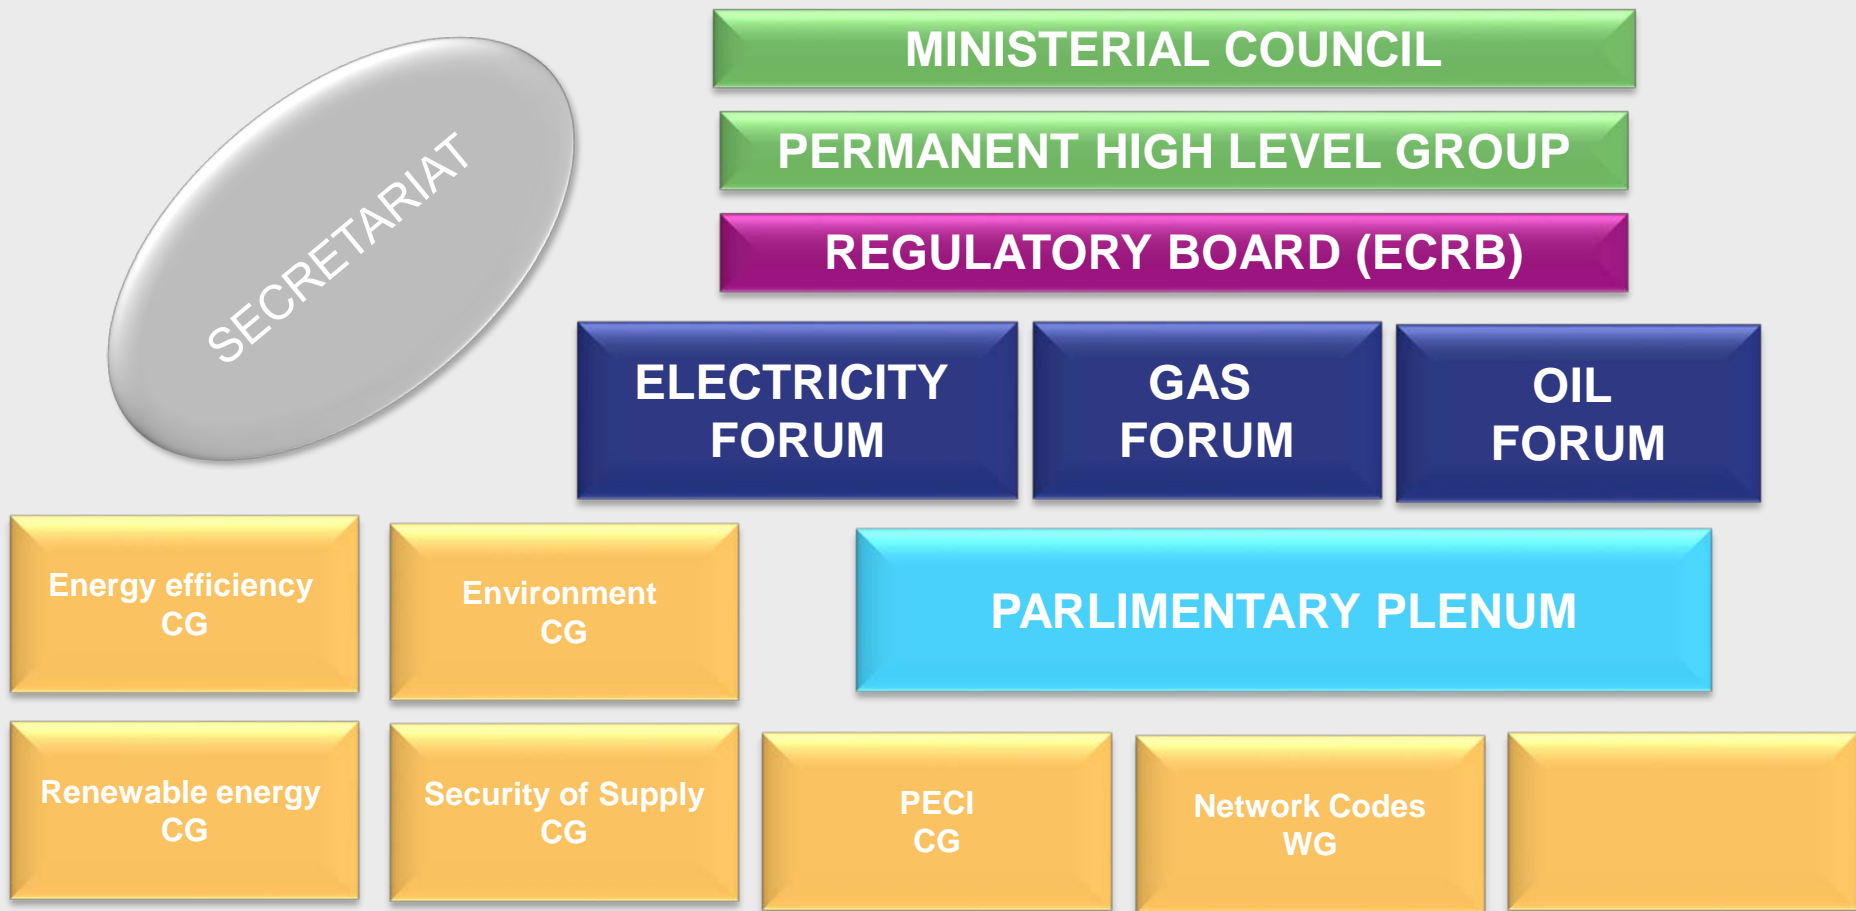 SECRETARIAT
MINISTERIAL COUNCIL
PERMANENT HIGH LEVEL GROUP
REGULATORY BOARD (ECRB)
ELECTRICITY
FORUM
GAS
FORUM
OIL
FORUM
Energy efficiency
CG
Environment
CG
PARLIMENTARY PLENUM
Renewable energy
CG
Security of Supply
CG
PECI
CG
Network Codes
WG